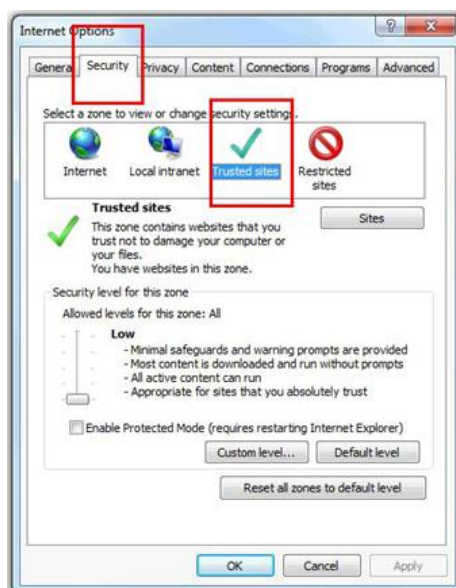 Internet Options
General Security Privacy Content Connections Programs Advanced
Select a zone to view or change security settings.
Internet Local intranet Trusted sites Restricted sites
Trusted sites
Sites
This zone contains websites that you
trust not to damage your computer or
your files.
You have websites in this zone.
Security level for this zone
Allowed levels for this zone: All
Low
- Minimal safeguards and warning prompts are provided
- Most content is downloaded and run without prompts
- All active content can run
- Appropriate for sites that you absolutely trust
Enable Protected Mode (requires restarting Internet Explorer)
Custom level... Default level
Reset all zones to default level
OK Cancel Apply